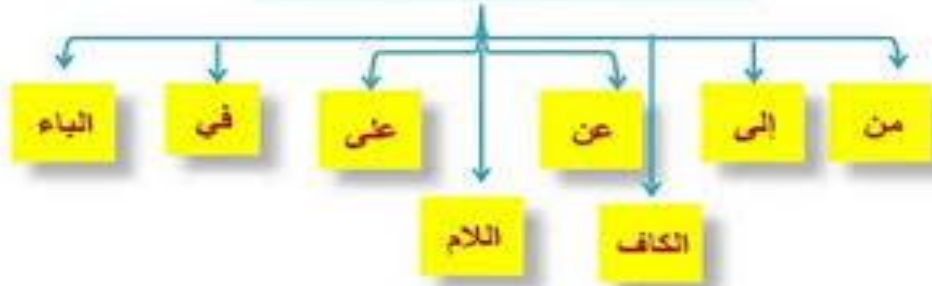 من إلى عن على في الباء
الكاف اللام